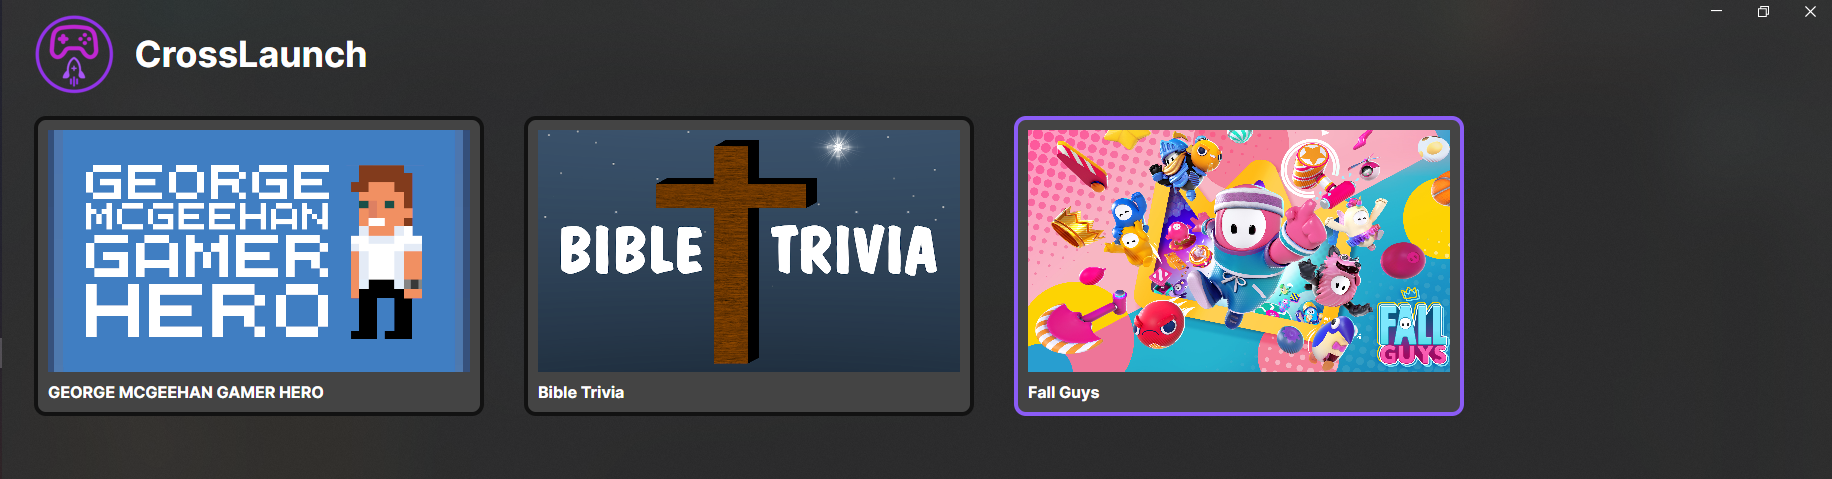 CrossLaunch
GEORGE
MCGEEHAN
GAMER
HERO
GEORGE MCGEEHAN GAMER HERO
BIBLE TRIVIA
Bible Trivia
FALL
GUYS
Fall Guys